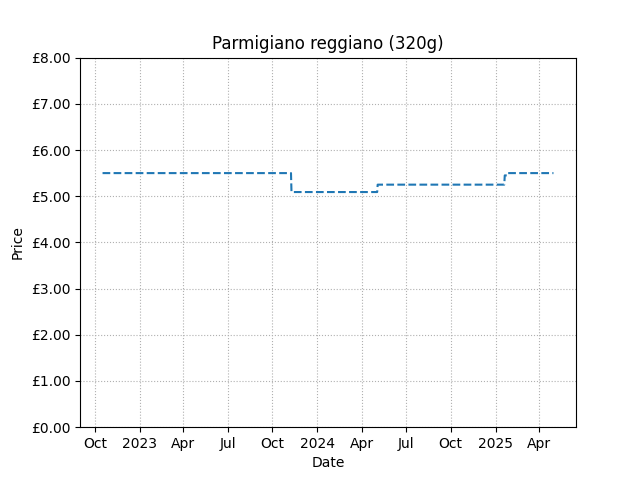 Parmigiano reggiano (320g)
£8.00
£7.00
£6.00
£5.00
£4.00
£3.00
£2.00
£1.00
£0.00
Price
Oct 2023 Apr Jul Oct 2024 Apr Jul Oct 2025 Apr
Date